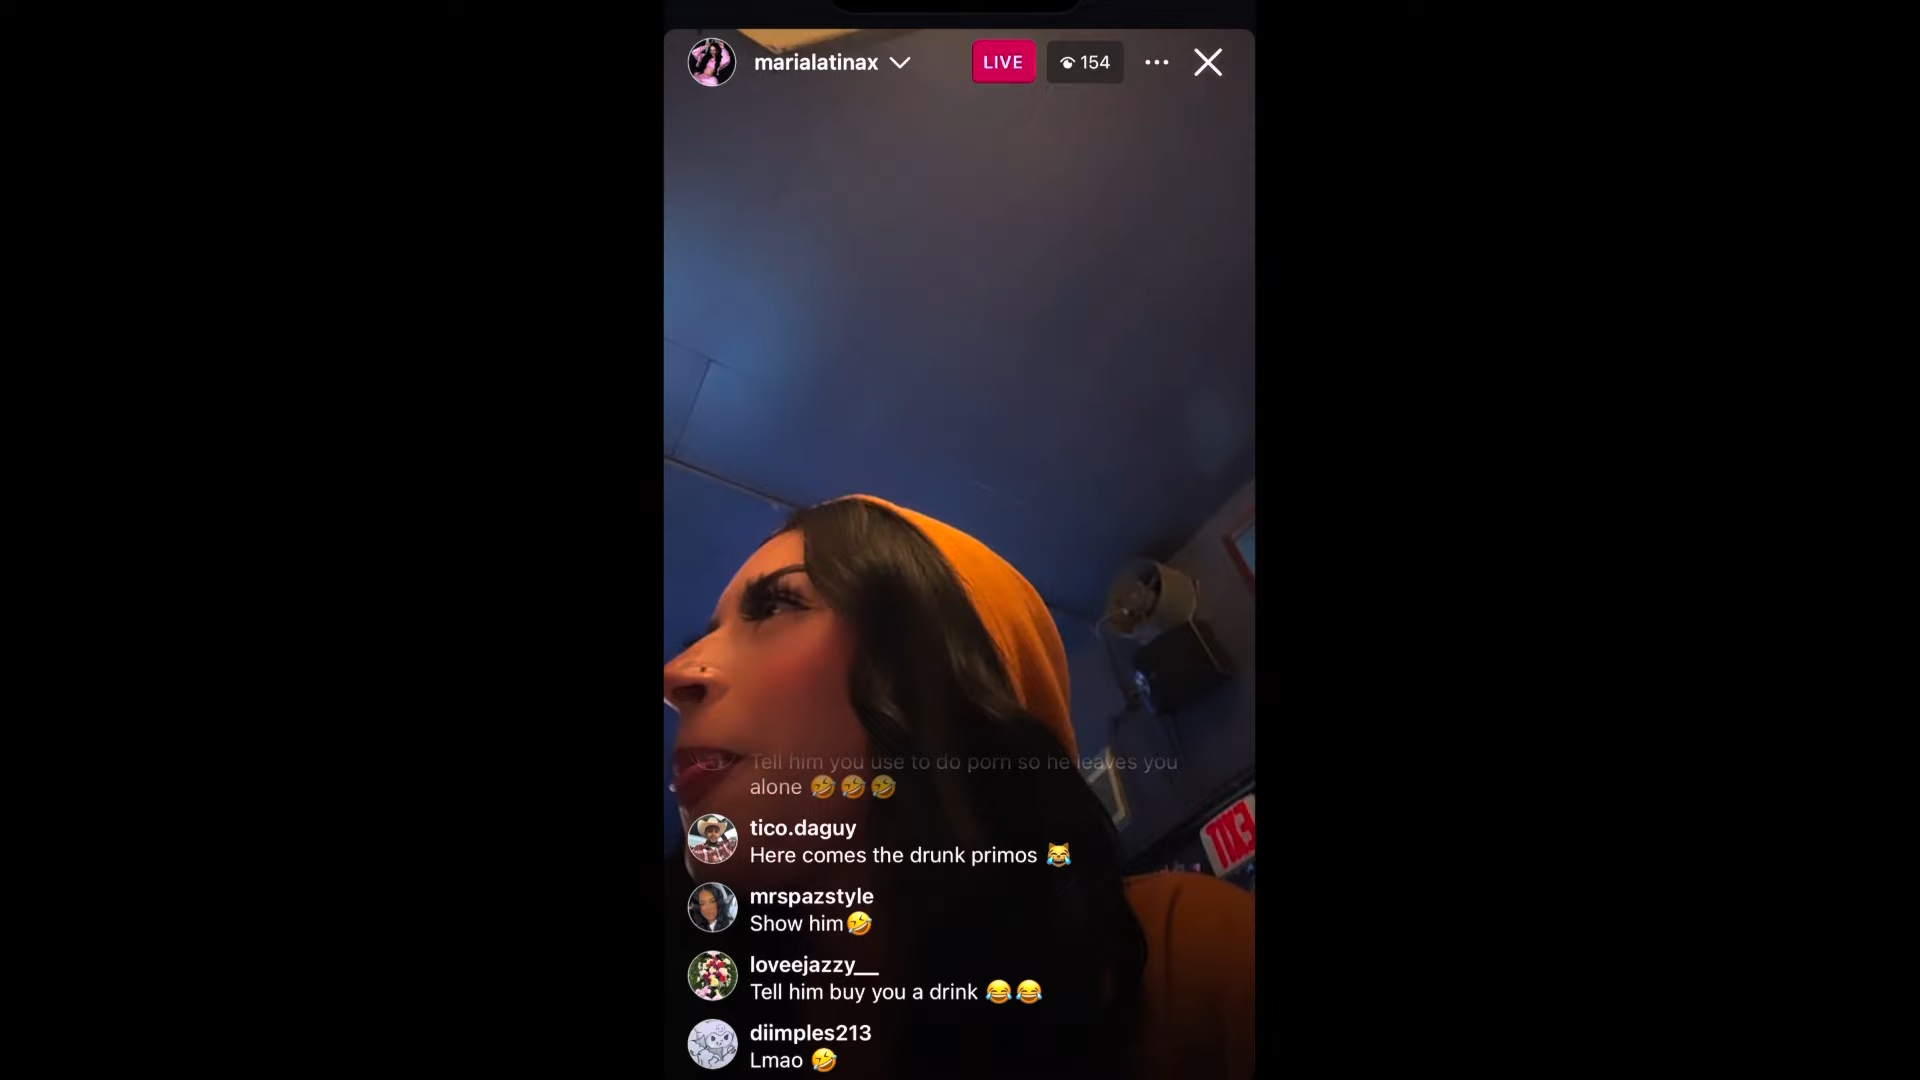 marialatinax
LIVE
154
Tell him you use to do porn so he leaves you
alone 🤣🤣🤣
tico.daguy
Here comes the drunk primos 😹
mrspazstyle
Show him🤣
EXIT
loveejazzy__
Tell him buy you a drink 😂😂
diimples213
Lmao 🤣